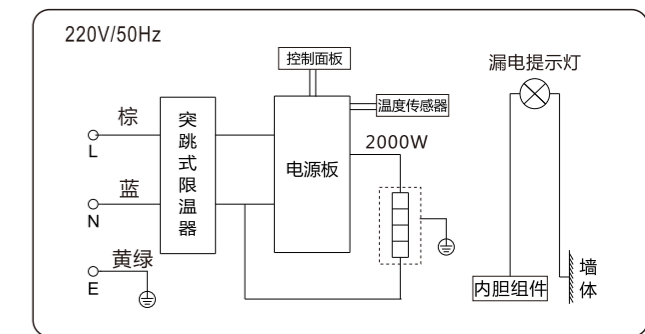 220V/50Hz
控制面板
漏电提示灯
温度传感器
棕
L
突跳式限温器
电源板
2000W
蓝
N
黄绿
E
内胆组件
墙体